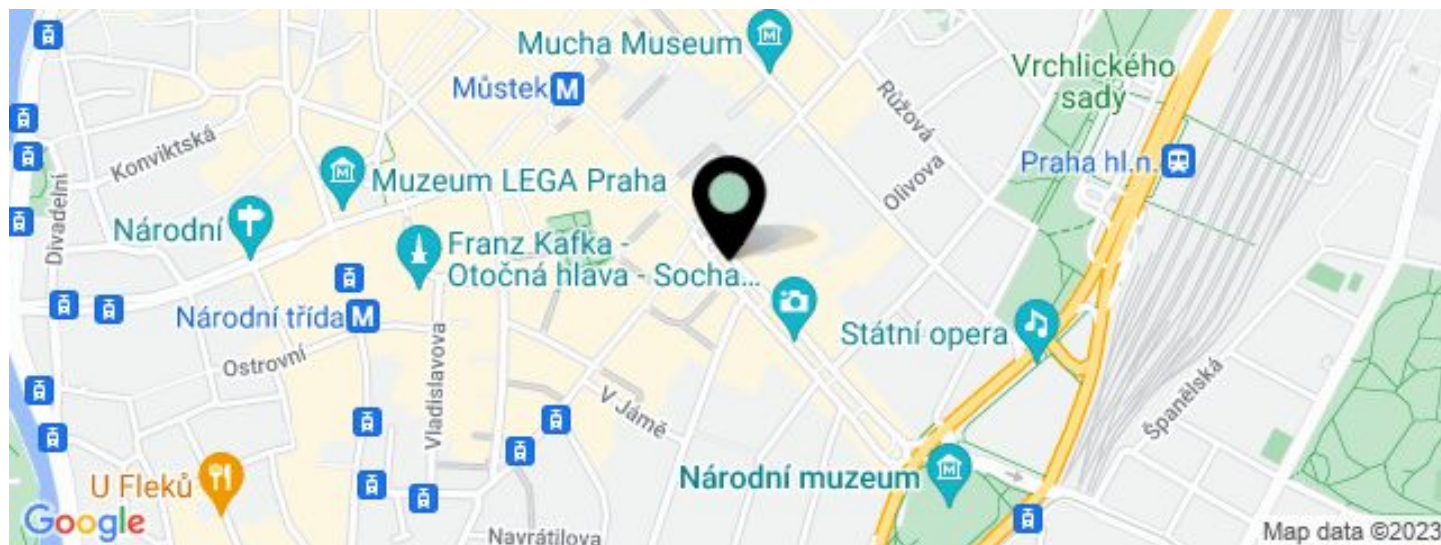 Mucha Museum
Můstek
M
Vrchlického
sady
Růžová
Konviktská
Praha hl.n.
Olivova
Muzeum LEGA Praha
Divadelní
Národní
Franz Kafka -
Otočná hlava - Socha...
Národní třída
M
Státní opera
Ostrovní
Vladislavova
V Jámě
Španělská
U Fleků
Národní muzeum
Google
Navrátilova
Map data ©2023